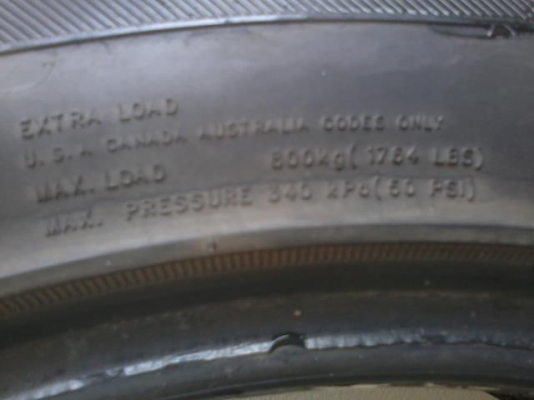 EXTRA LOAD
U.S.A CANADA AUSTRALIA CODES ONLY
MAX. LOAD 800kg(1764 LBS)
MAX. PRESSURE 340 kPa(50 PSI)